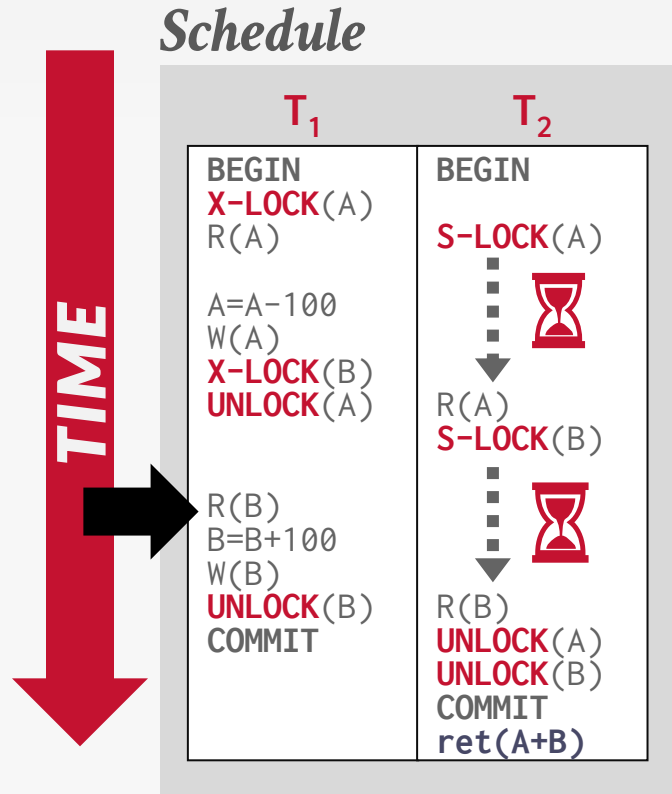 Schedule
TIME
T1
BEGIN
X-LOCK(A)
R(A)
A=A-100
W(A)
X-LOCK(B)
UNLOCK(A)
R(B)
B=B+100
W(B)
UNLOCK(B)
COMMIT
T2
BEGIN
S-LOCK(A)
R(A)
S-LOCK(B)
R(B)
UNLOCK(A)
UNLOCK(B)
COMMIT
ret(A+B)